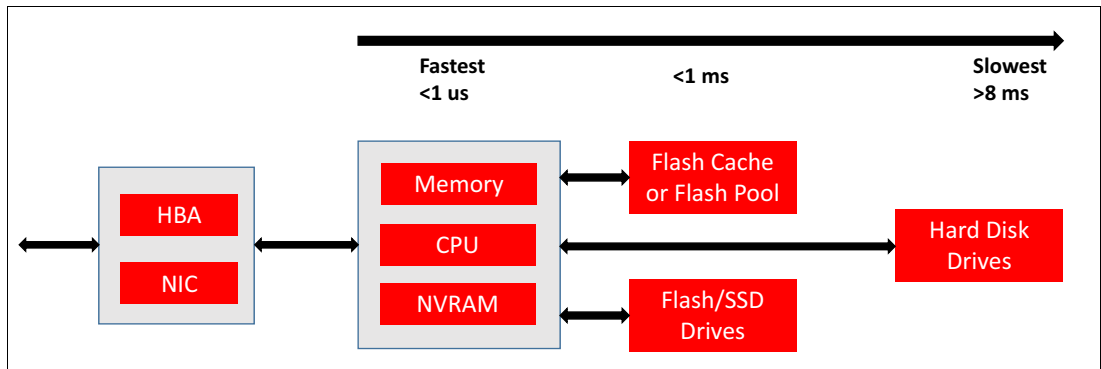 Fastest
<1 us
<1 ms
Slowest
>8 ms
HBA
NIC
Memory
CPU
NVRAM
Flash Cache
or Flash Pool
Hard Disk
Drives
Flash/SSD
Drives